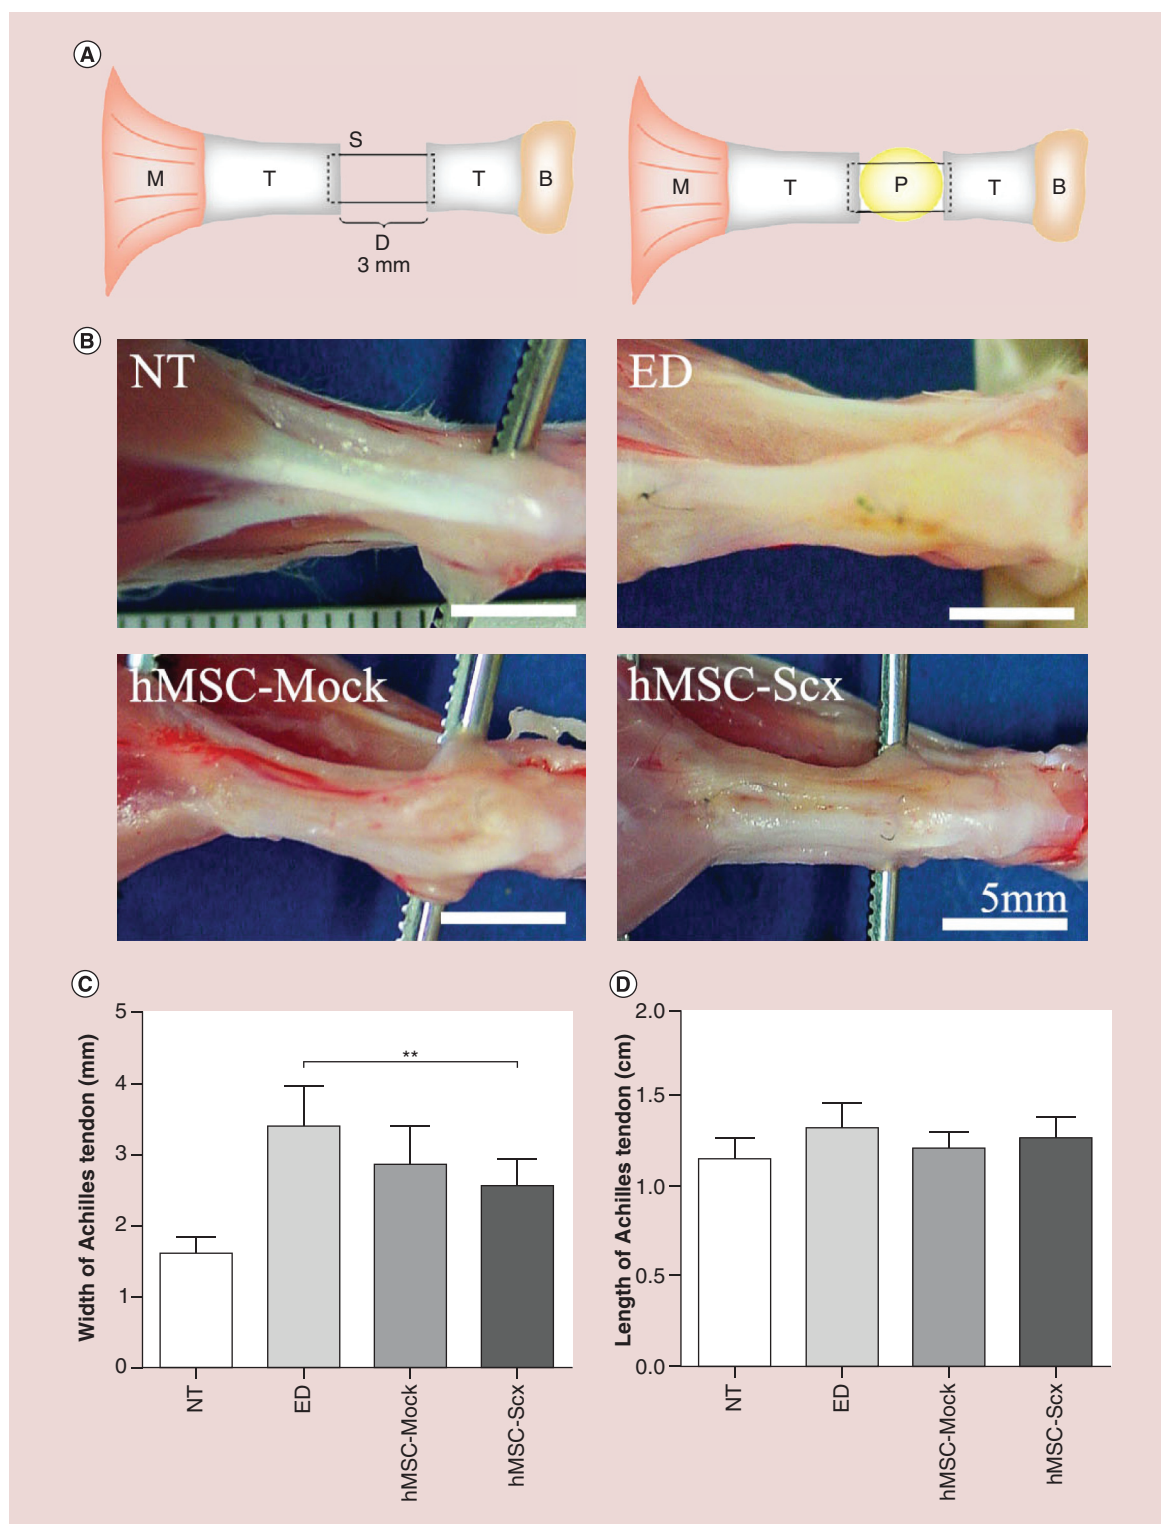 A
S
M
T
T
B
D
3 mm
M
T
P
T
B
B
NT
ED
hMSC-Mock
hMSC-Scx
5mm
C
Width of Achilles tendon (mm)
5
4
3
2
1
0
**
NT
ED
hMSC-Mock
hMSC-Scx
D
Length of Achilles tendon (cm)
2.0
1.5
1.0
0.5
0.0
NT
ED
hMSC-Mock
hMSC-Scx